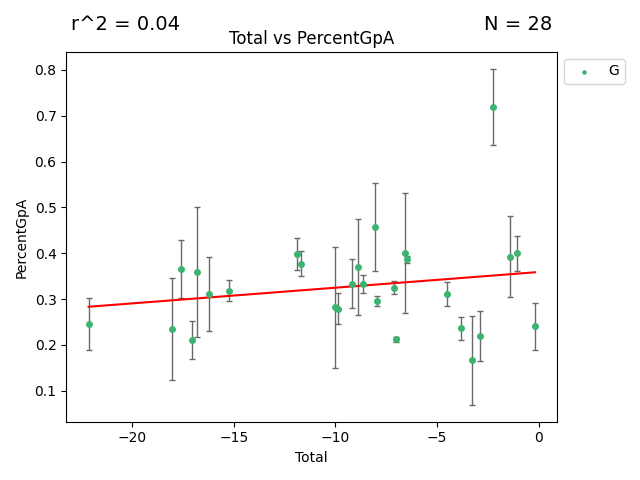 r^2 = 0.04
N = 28
Total vs PercentGpA
G
0.8
0.7
0.6
0.5
0.4
0.3
0.2
0.1
PercentGpA
−20
−15
−10
−5
0
Total